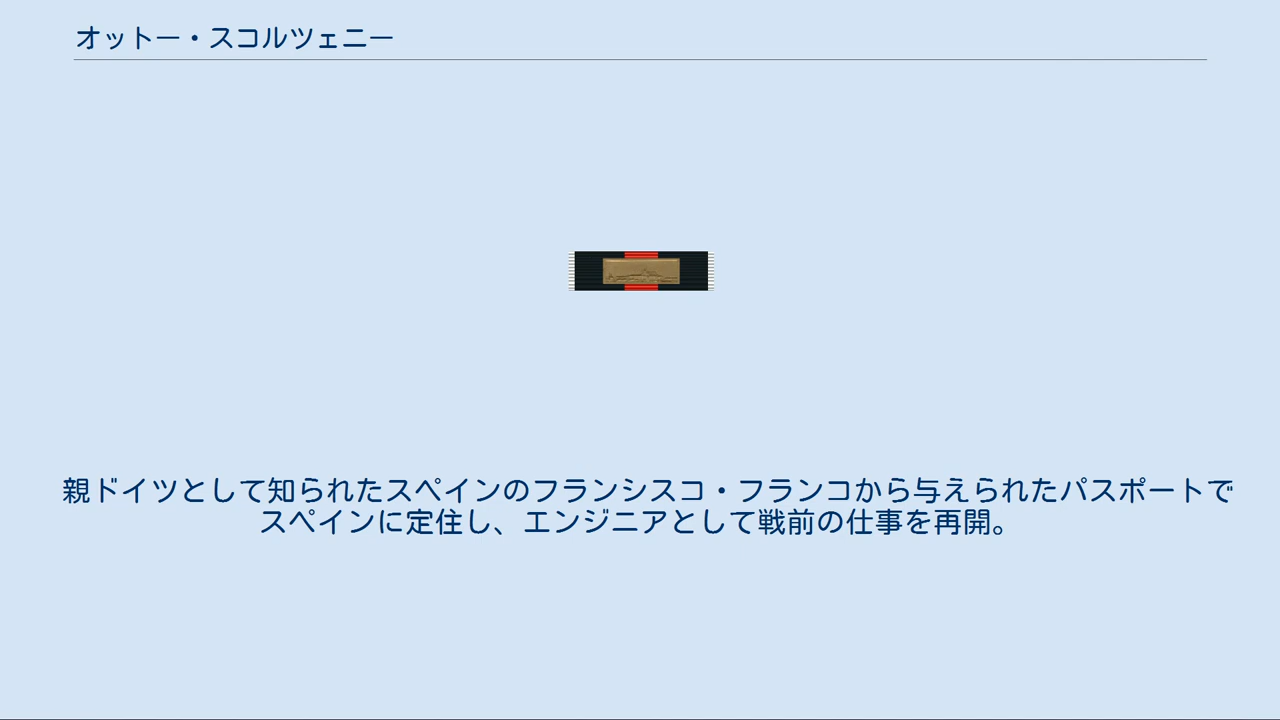 オットー・スコルツェニー
親ドイツとして知られたスペインのフランシスコ・フランコから与えられたパスポートで
スペインに定住し、エンジニアとして戦前の仕事を再開。